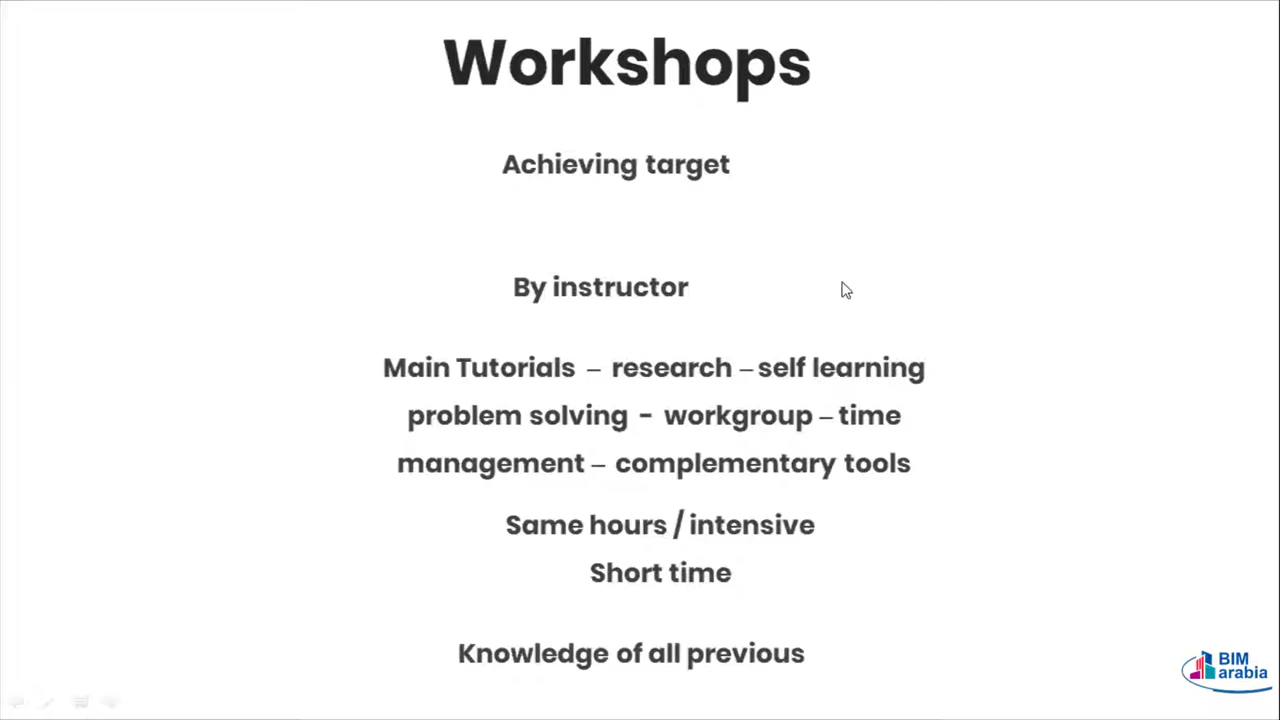 Workshops
Achieving target
By instructor
Main Tutorials – research – self learning
problem solving - workgroup – time
management – complementary tools
Same hours / intensive
Short time
Knowledge of all previous
BIM
arabia